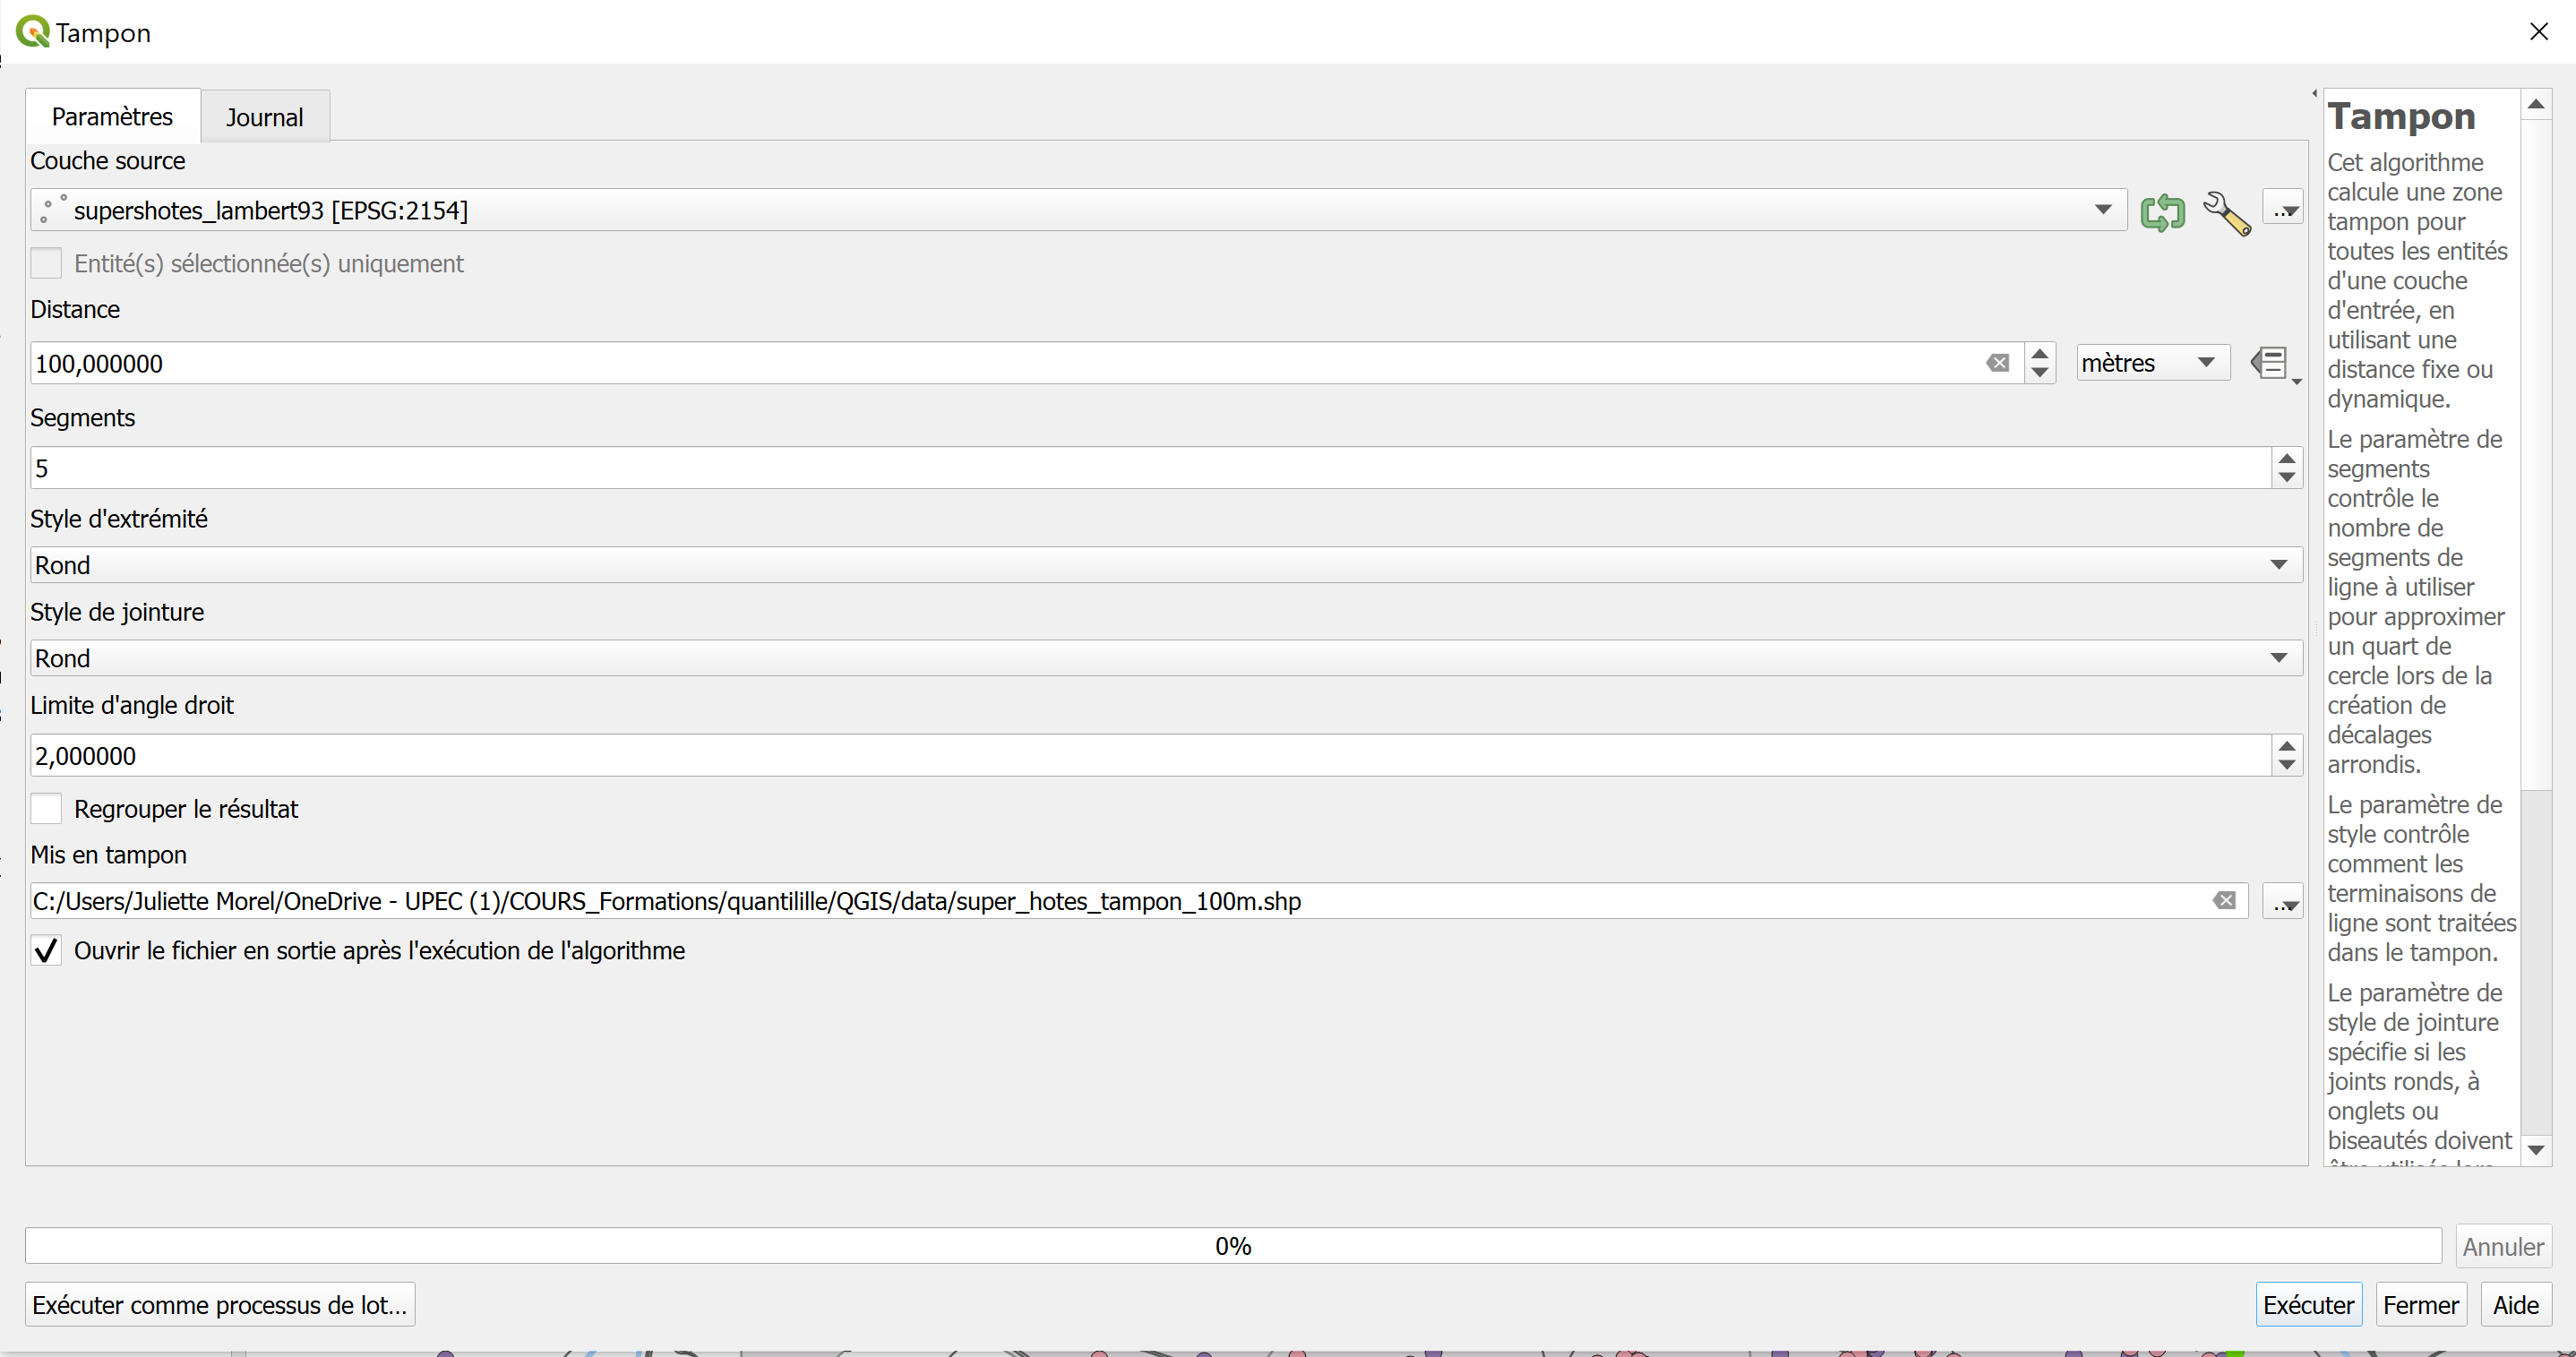 Tampon
Paramètres
Journal
Couche source
supershotes_lambert93 [EPSG:2154]
...
Entité(s) sélectionnée(s) uniquement
Distance
100,000000
mètres
Segments
5
Style d'extrémité
Rond
Style de jointure
Rond
Limite d'angle droit
2,000000
Regrouper le résultat
Mis en tampon
C:/Users/Juliette Morel/OneDrive - UPEC (1)/COURS_Formations/quantilille/QGIS/data/super_hotes_tampon_100m.shp
...
Ouvrir le fichier en sortie après l'exécution de l'algorithme
Tampon
Cet algorithme
calcule une zone
tampon pour
toutes les entités
d'une couche
d'entrée, en
utilisant une
distance fixe ou
dynamique.
Le paramètre de
segments
contrôle le
nombre de
segments de
ligne à utiliser
pour approximer
un quart de
cercle lors de la
création de
décalages
arrondis.
Le paramètre de
style contrôle
comment les
terminaisons de
ligne sont traitées
dans le tampon.
Le paramètre de
style de jointure
spécifie si les
joints ronds, à
onglets ou
biseautés doivent
0%
Annuler
Exécuter comme processus de lot...
Exécuter
Fermer
Aide